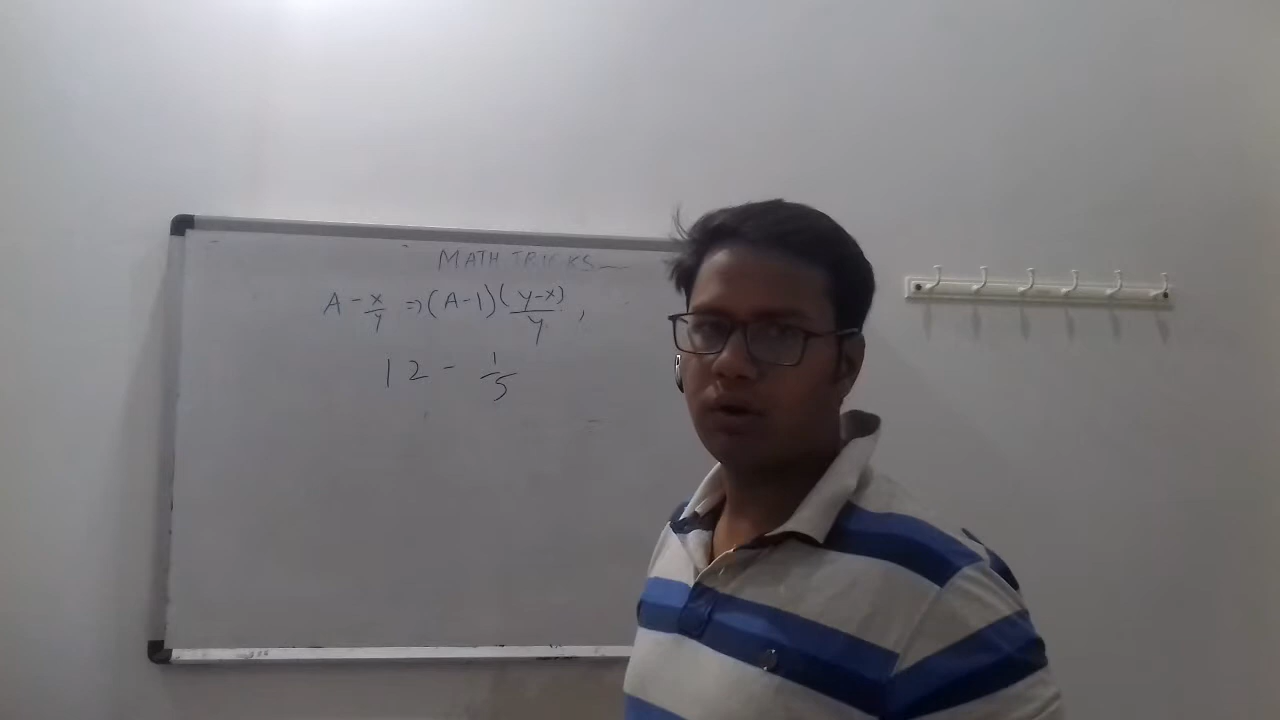 MATH TRICKS
A - x/y => (A-1) (y-x)/y ,
12 - 1/5